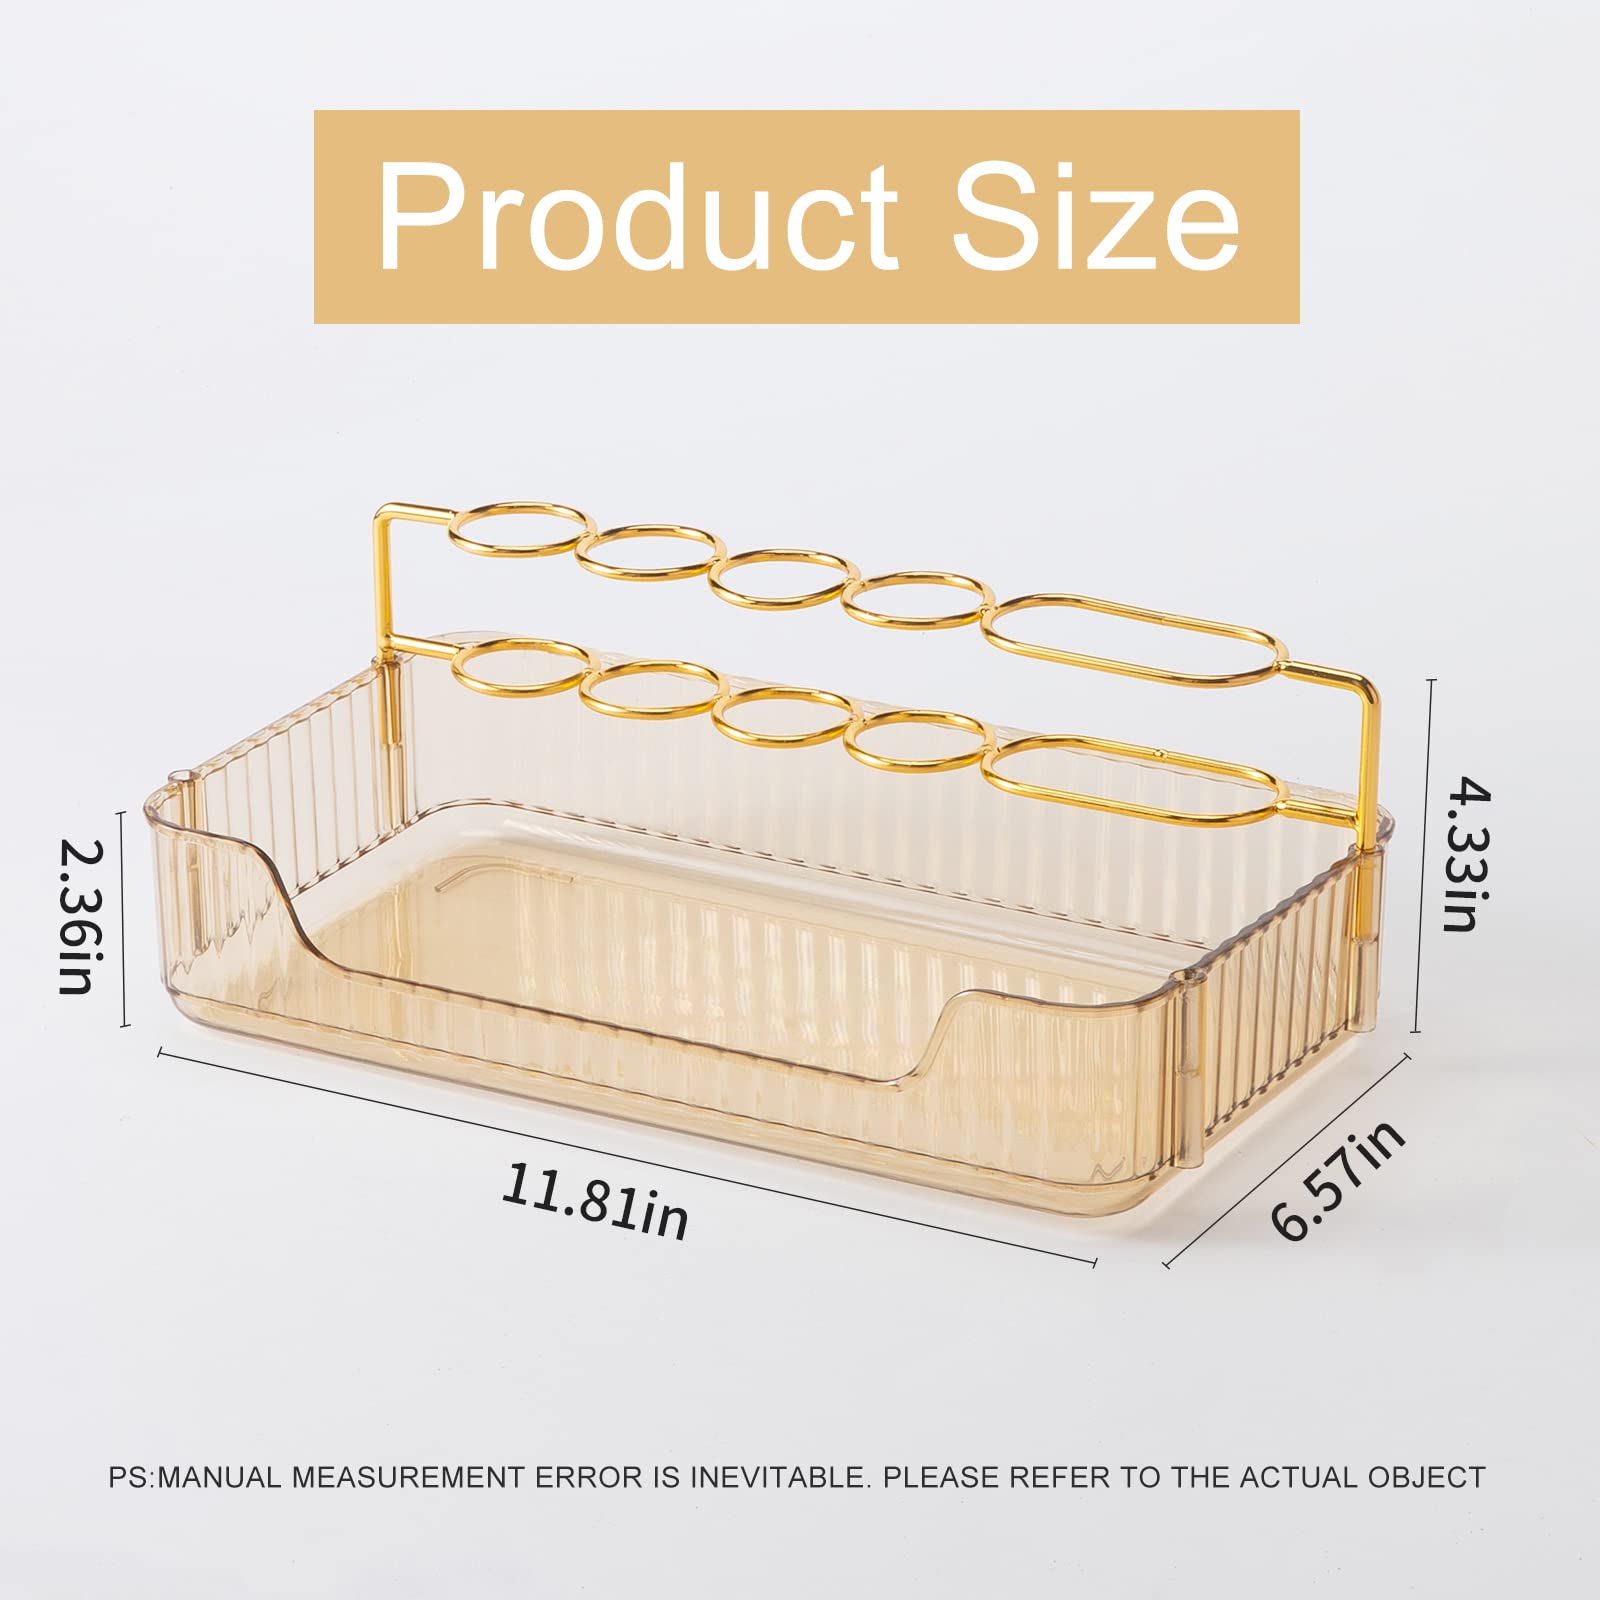 Product Size
2.36in
4.33in
11.81in
6.57in
PS:MANUAL MEASUREMENT ERROR IS INEVITABLE. PLEASE REFER TO THE ACTUAL OBJECT